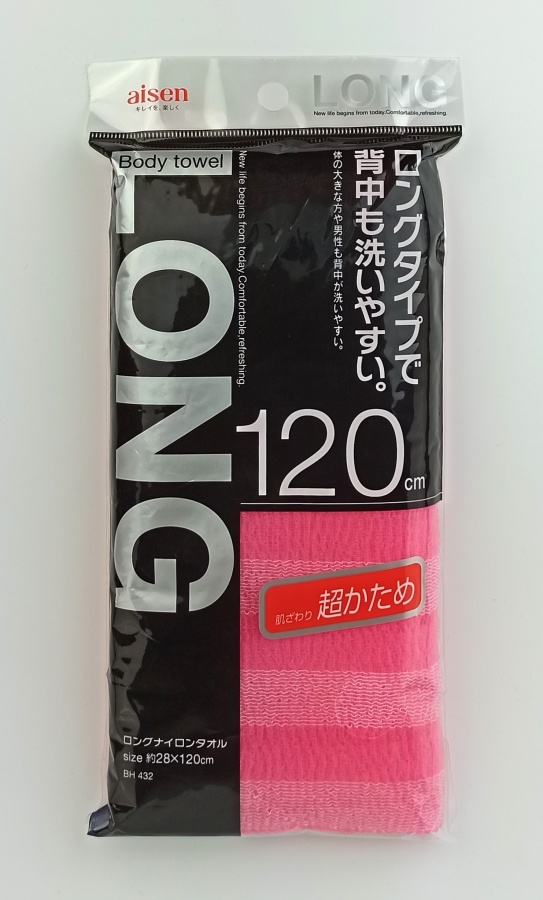 aisen
キレイを、楽しく
LONG
New life begins from today.Comfortable,refreshing.
Body towel
LONG
New life begins from today.Comfortable,refreshing.
ロングタイプで
背中も洗いやすい。
体の大きな方や男性も背中が洗いやすい。
120cm
肌ざわり 超かため
ロングナイロンタオル
size 約28×120cm
BH 432